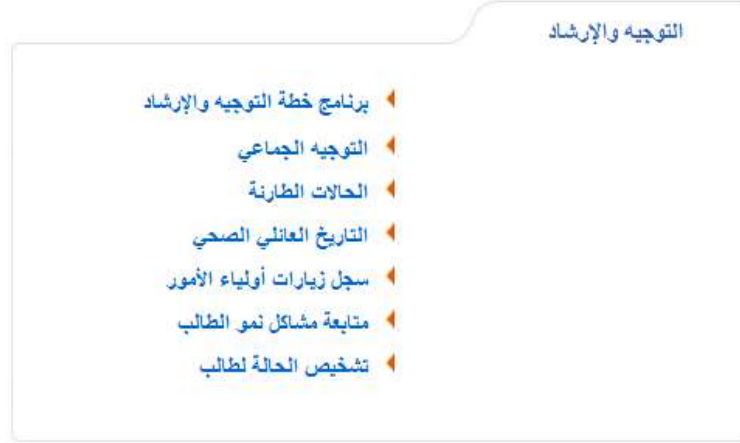 التوجيه والإرشاد
برنامج خطة التوجيه والإرشاد
التوجيه الجماعي
الحالات الطارئة
التاريخ العائلي الصحي
سجل زيارات أولياء الأمور
متابعة مشاكل نمو الطالب
تشخيص الحالة لطالب